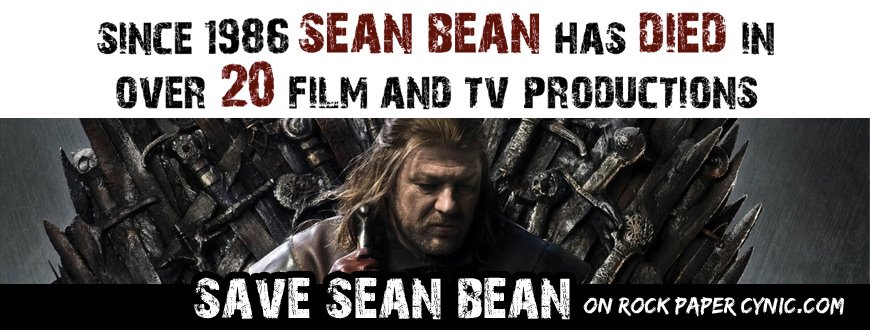 SINCE 1986 SEAN BEAN HAS DIED IN
OVER 20 FILM AND TV PRODUCTIONS
SAVE SEAN BEAN ON ROCK PAPER CYNIC.COM